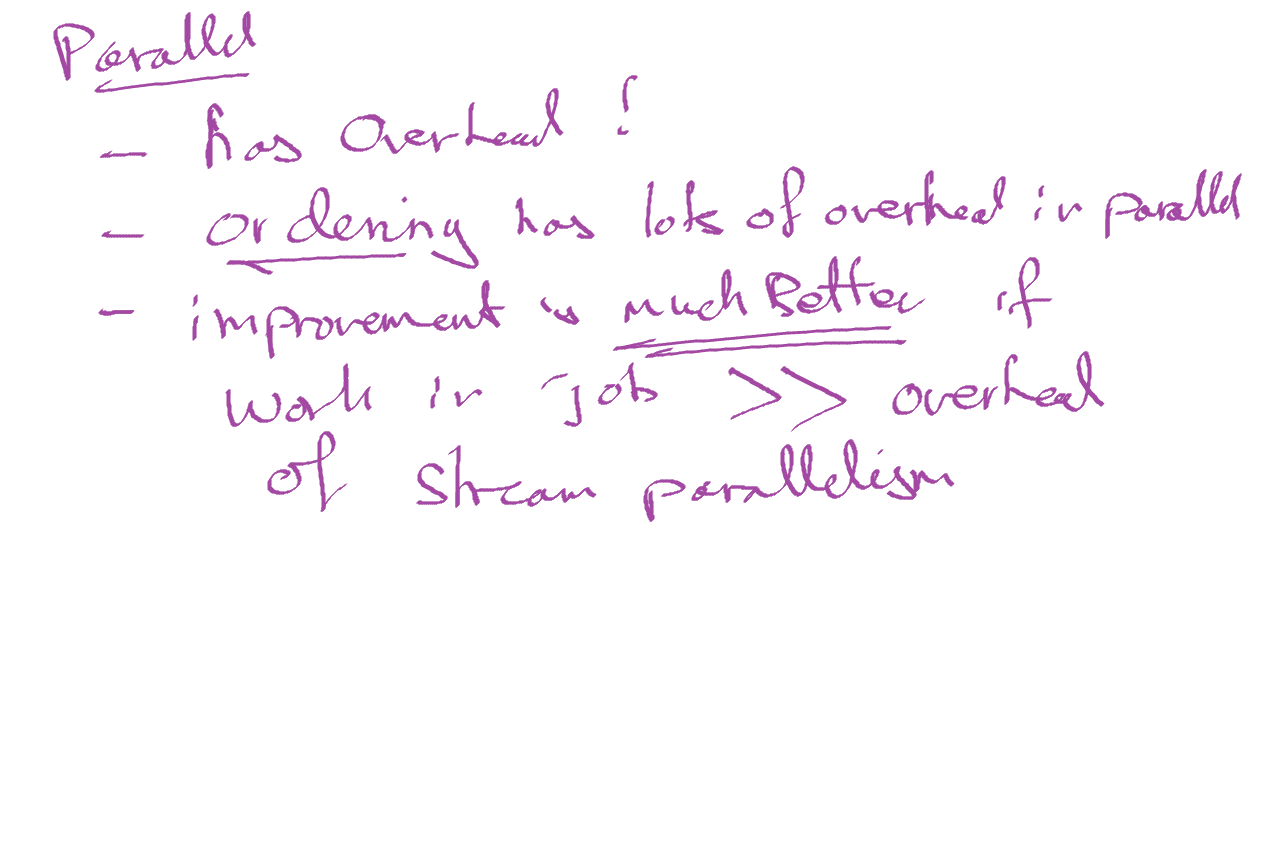 Parallel
- has Overhead !
- Ordering has lots of overhead in parallel
- improvement is much Better if
work in job >> overhead
of Stream parallelism